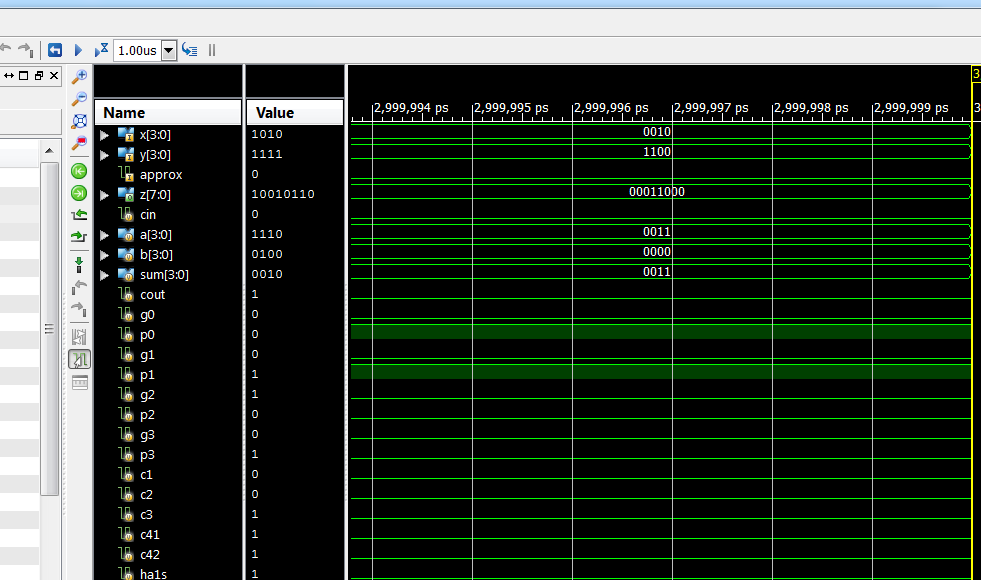 1.00us
3
Name Value 2,999,994 ps 2,999,995 ps 2,999,996 ps 2,999,997 ps 2,999,998 ps 2,999,999 ps 3
x[3:0] 1010 0010
y[3:0] 1111 1100
approx 0
z[7:0] 10010110 00011000
cin 0
a[3:0] 1110 0011
b[3:0] 0100 0000
sum[3:0] 0010 0011
cout 1
g0 0
p0 0
g1 0
p1 1
g2 1
p2 0
g3 0
p3 1
c1 0
c2 0
c3 1
c41 1
c42 1
ha1s 1